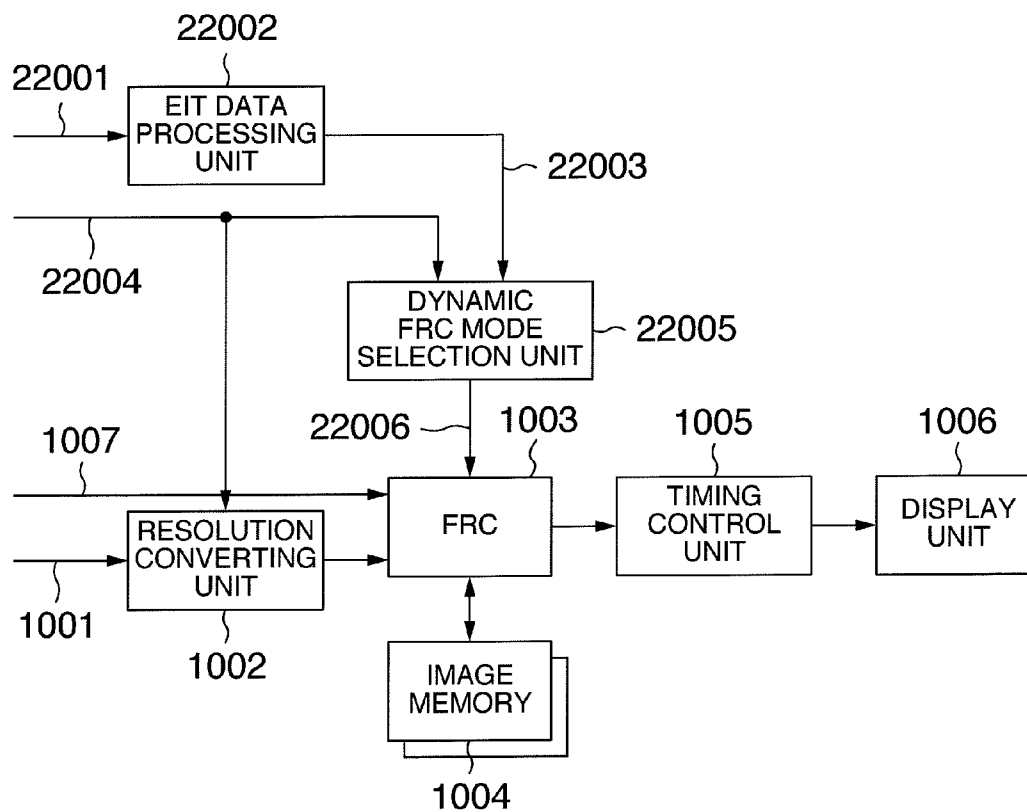 22002
22001
EIT DATA
PROCESSING
UNIT
22003
22004
DYNAMIC
FRC MODE
SELECTION UNIT
22005
22006
1003
1005
1006
1007
RESOLUTION
CONVERTING
UNIT
FRC
TIMING
CONTROL
UNIT
DISPLAY
UNIT
1001
1002
IMAGE
MEMORY
1004